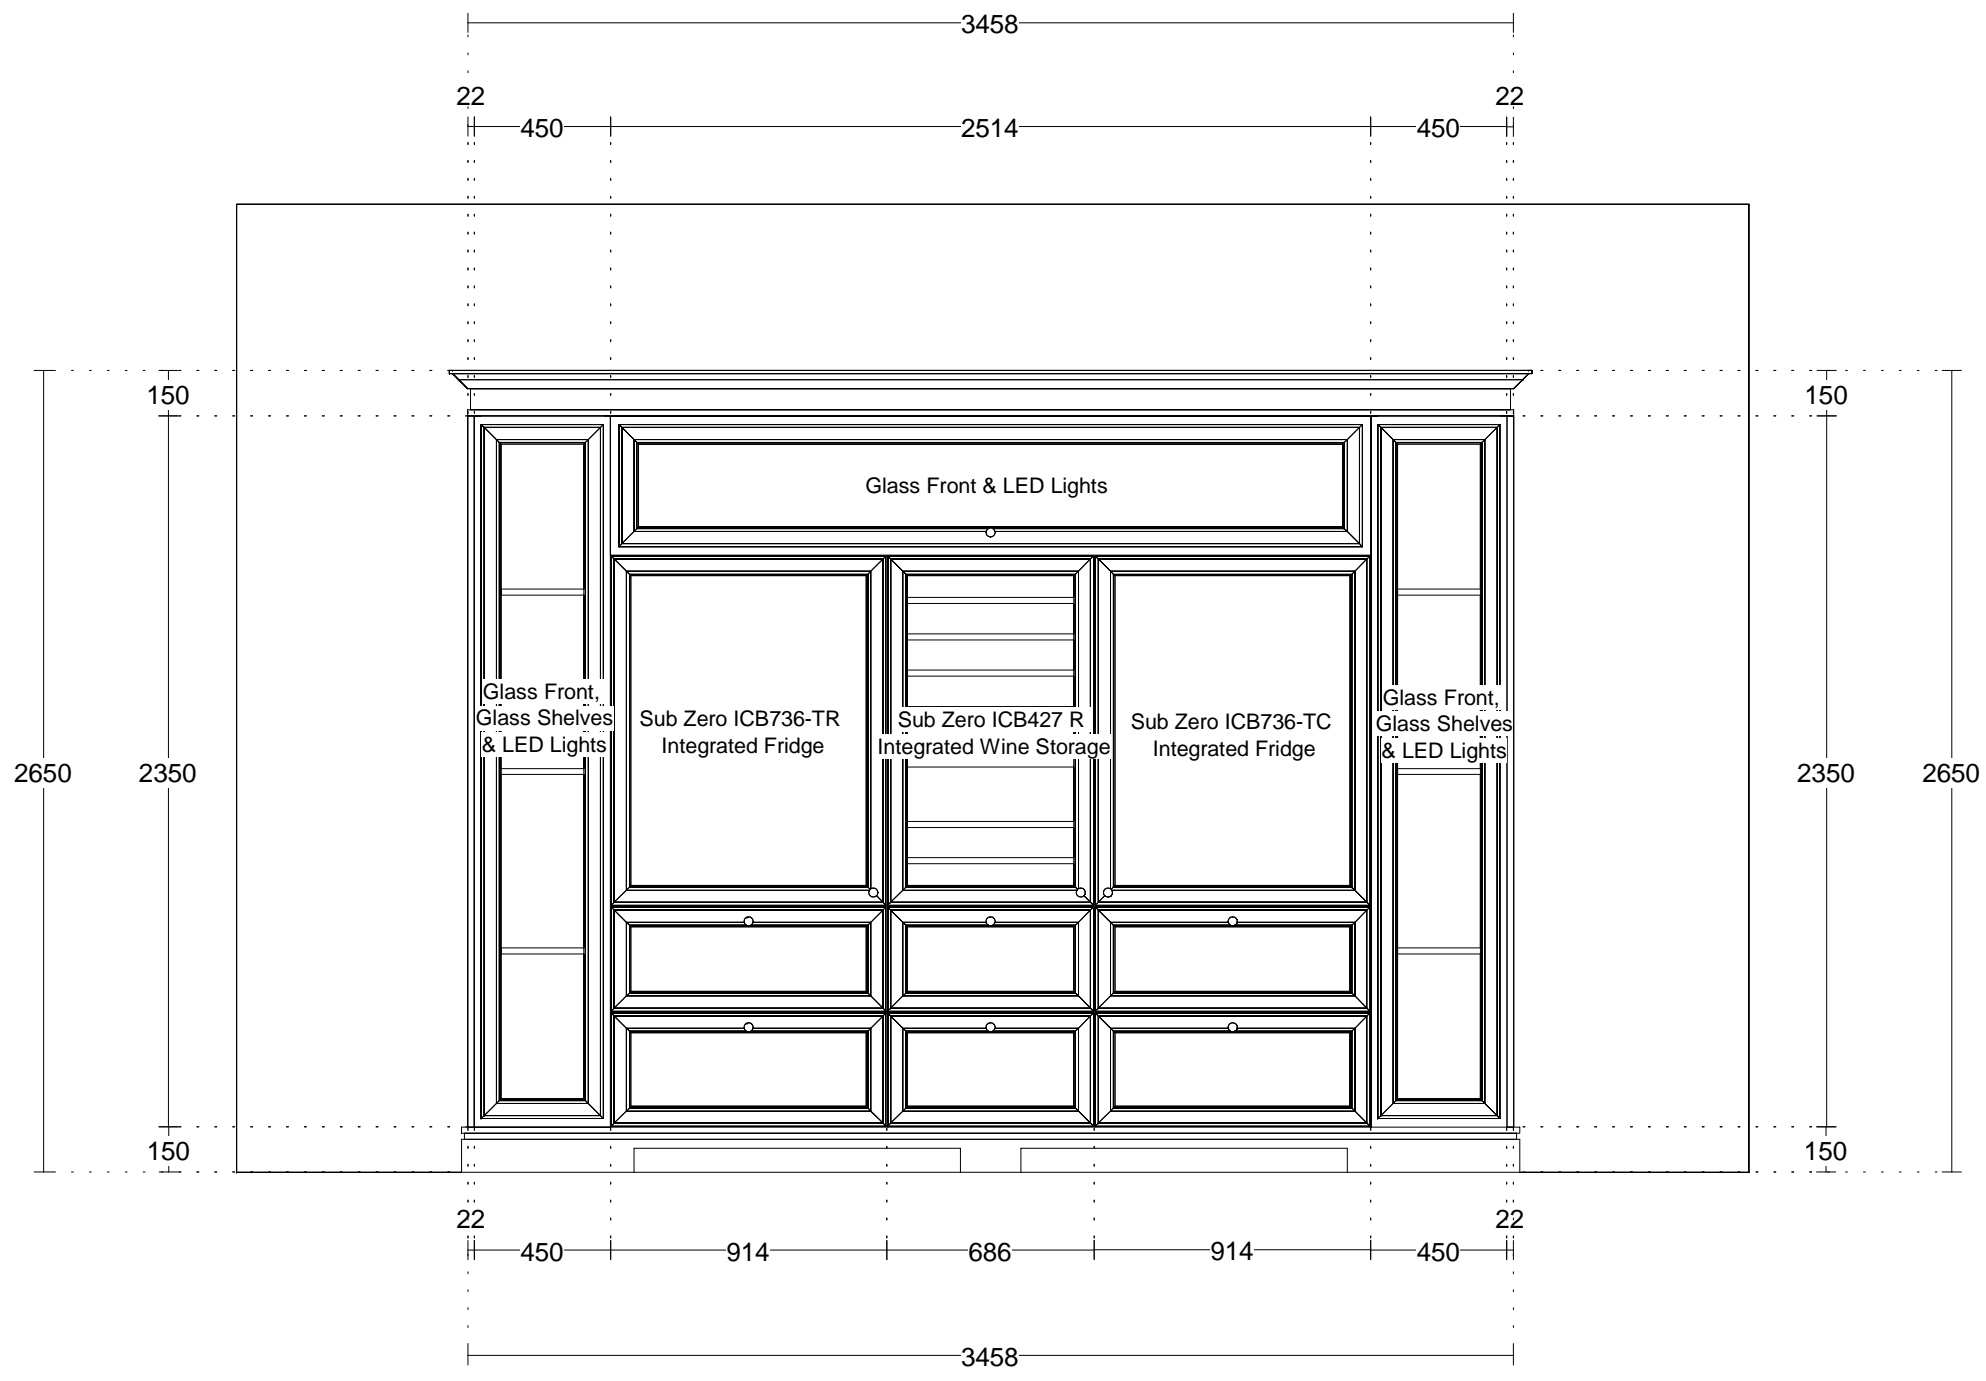 3458
22
22
450
2514
450
150
150
Glass Front & LED Lights
Glass Front,
Glass Shelves
& LED Lights
Sub Zero ICB736-TR
Integrated Fridge
Sub Zero ICB427 R
Integrated Wine Storage
Sub Zero ICB736-TC
Integrated Fridge
Glass Front,
Glass Shelves
& LED Lights
2650
2350
2350
2650
150
150
22
22
450
914
686
914
450
3458